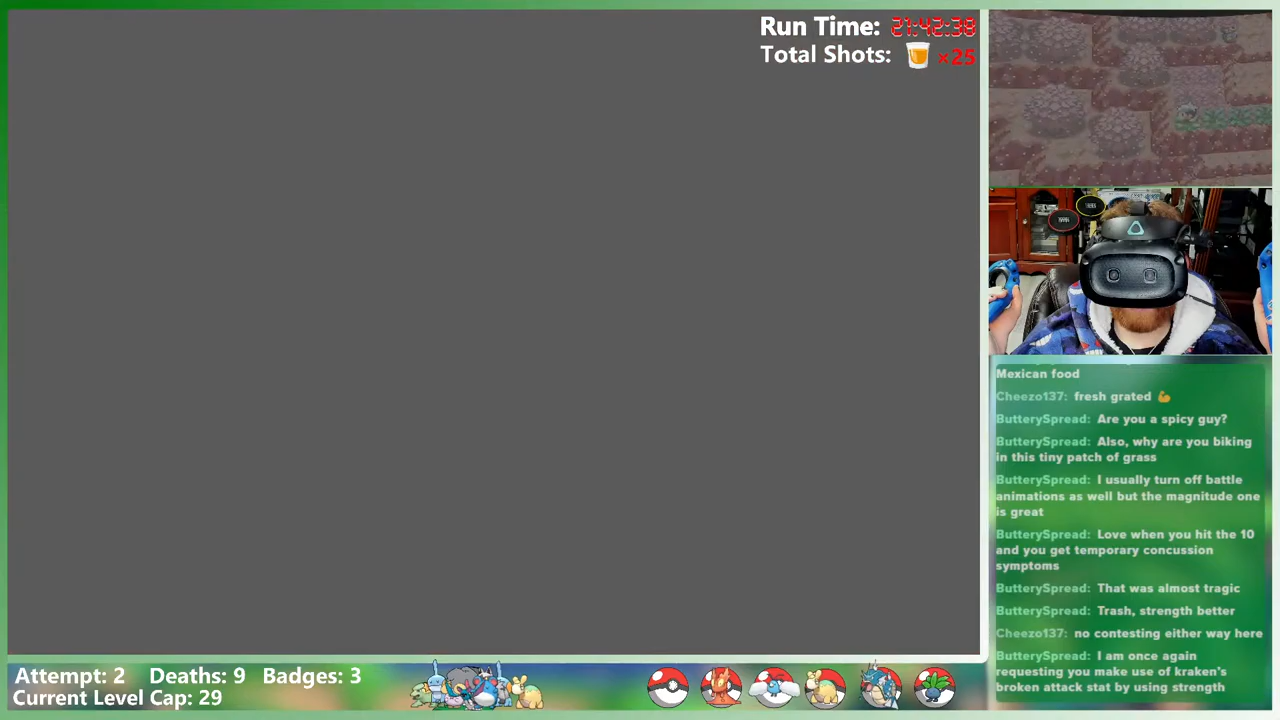 Run Time: 21:42:38
Total Shots: ×25
Mexican food
Cheezo137: fresh grated 💪
ButterySpread: Are you a spicy guy?
ButterySpread: Also, why are you biking
in this tiny patch of grass
ButterySpread: I usually turn off battle
animations as well but the magnitude one
is great
ButterySpread: Love when you hit the 10
and you get temporary concussion
symptoms
ButterySpread: That was almost tragic
ButterySpread: Trash, strength better
Cheezo137: no contesting either way here
ButterySpread: I am once again
requesting you make use of kraken's
broken attack stat by using strength
Attempt: 2 Deaths: 9 Badges: 3
Current Level Cap: 29